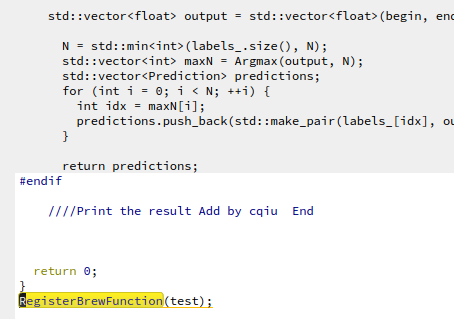 std::vector<float> output = std::vector<float>(begin, end
N = std::min<int>(labels_.size(), N);
std::vector<int> maxN = Argmax(output, N);
std::vector<Prediction> predictions;
for (int i = 0; i < N; ++i) {
int idx = maxN[i];
predictions.push_back(std::make_pair(labels_[idx], ou
}
return predictions;
#endif
////Print the result Add by cqiu  End
return 0;
}
RegisterBrewFunction(test);